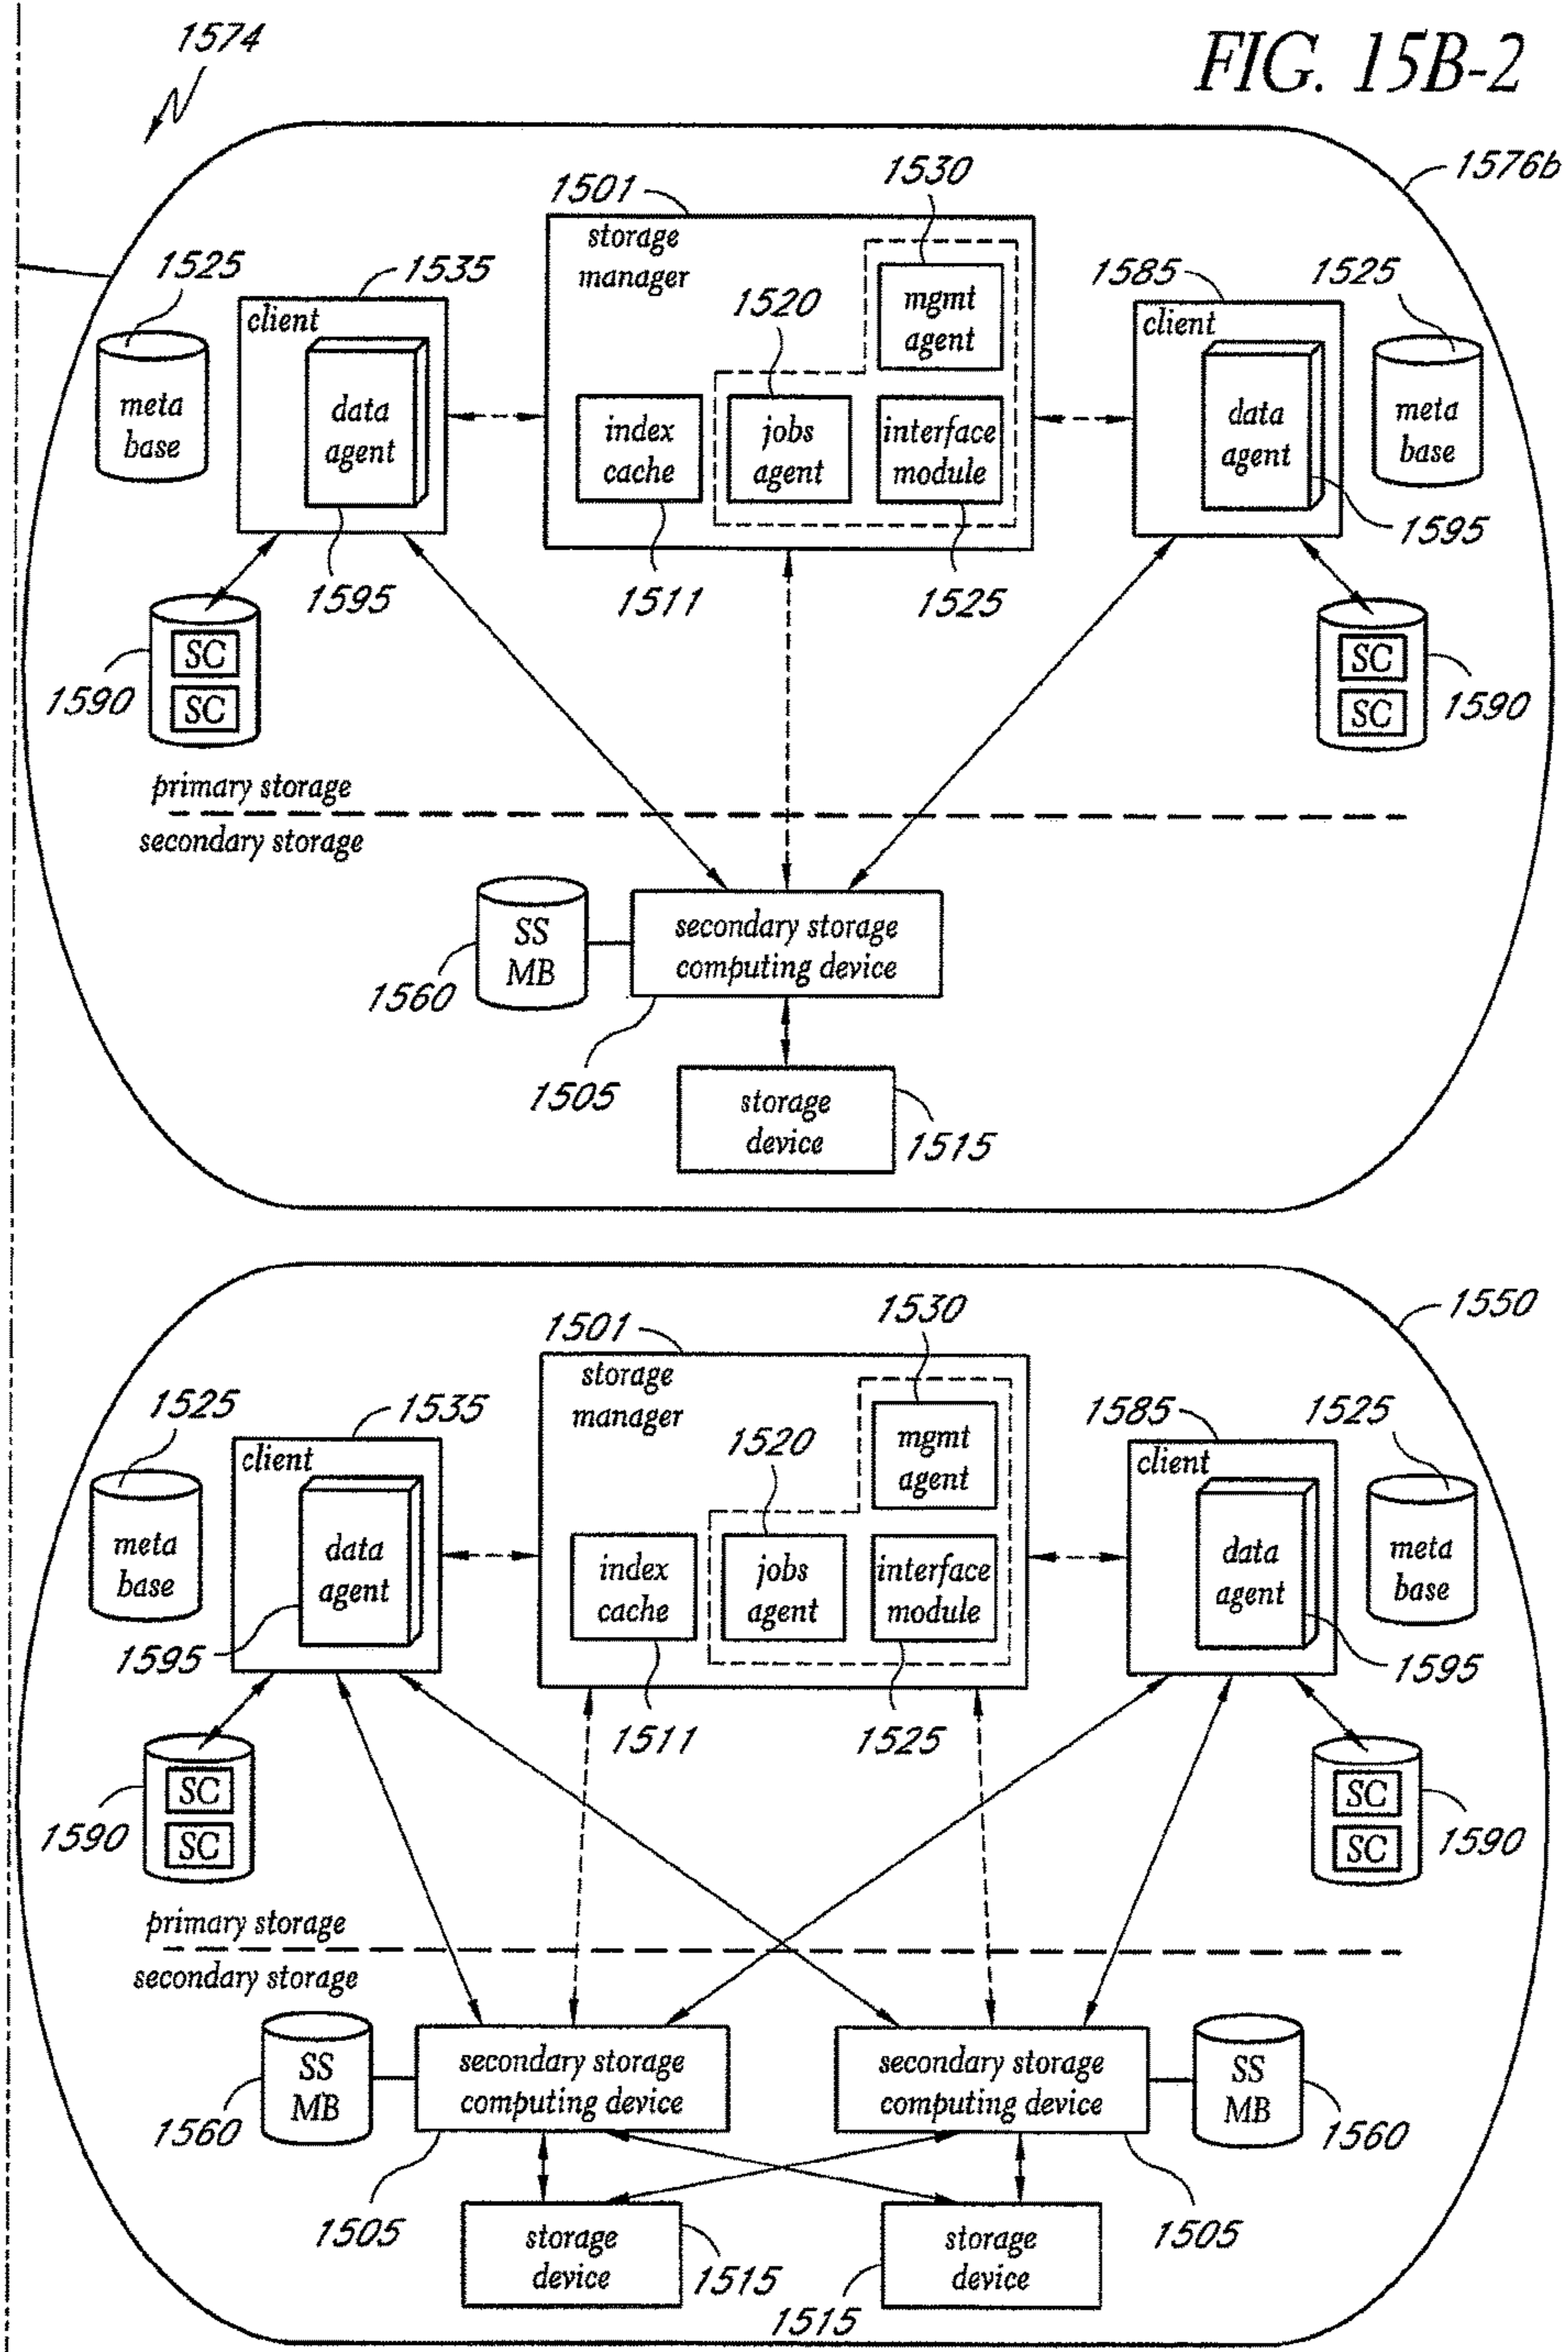 1574
FIG. 15B-2
1576b
1530
1501
storage
manager
1525
1535
1585
1525
client
1520
mgmt
agent
client
meta
base
data
agent
index
cache
jobs
agent
interface
module
data
agent
meta
base
1595
1595
1511
1525
SC
SC
1590
SC
SC
1590
primary storage
secondary storage
SS
MB
secondary storage
computing device
1560
1505
storage
device
1515
1550
1530
1501
storage
manager
1525
1535
1585
1525
client
1520
mgmt
agent
client
meta
base
data
agent
index
cache
jobs
agent
interface
module
data
agent
meta
base
1595
1595
1511
1525
SC
SC
1590
SC
SC
1590
primary storage
secondary storage
SS
MB
secondary storage
computing device
secondary storage
computing device
SS
MB
1560
1560
1505
storage
device
1515
storage
device
1505
1515